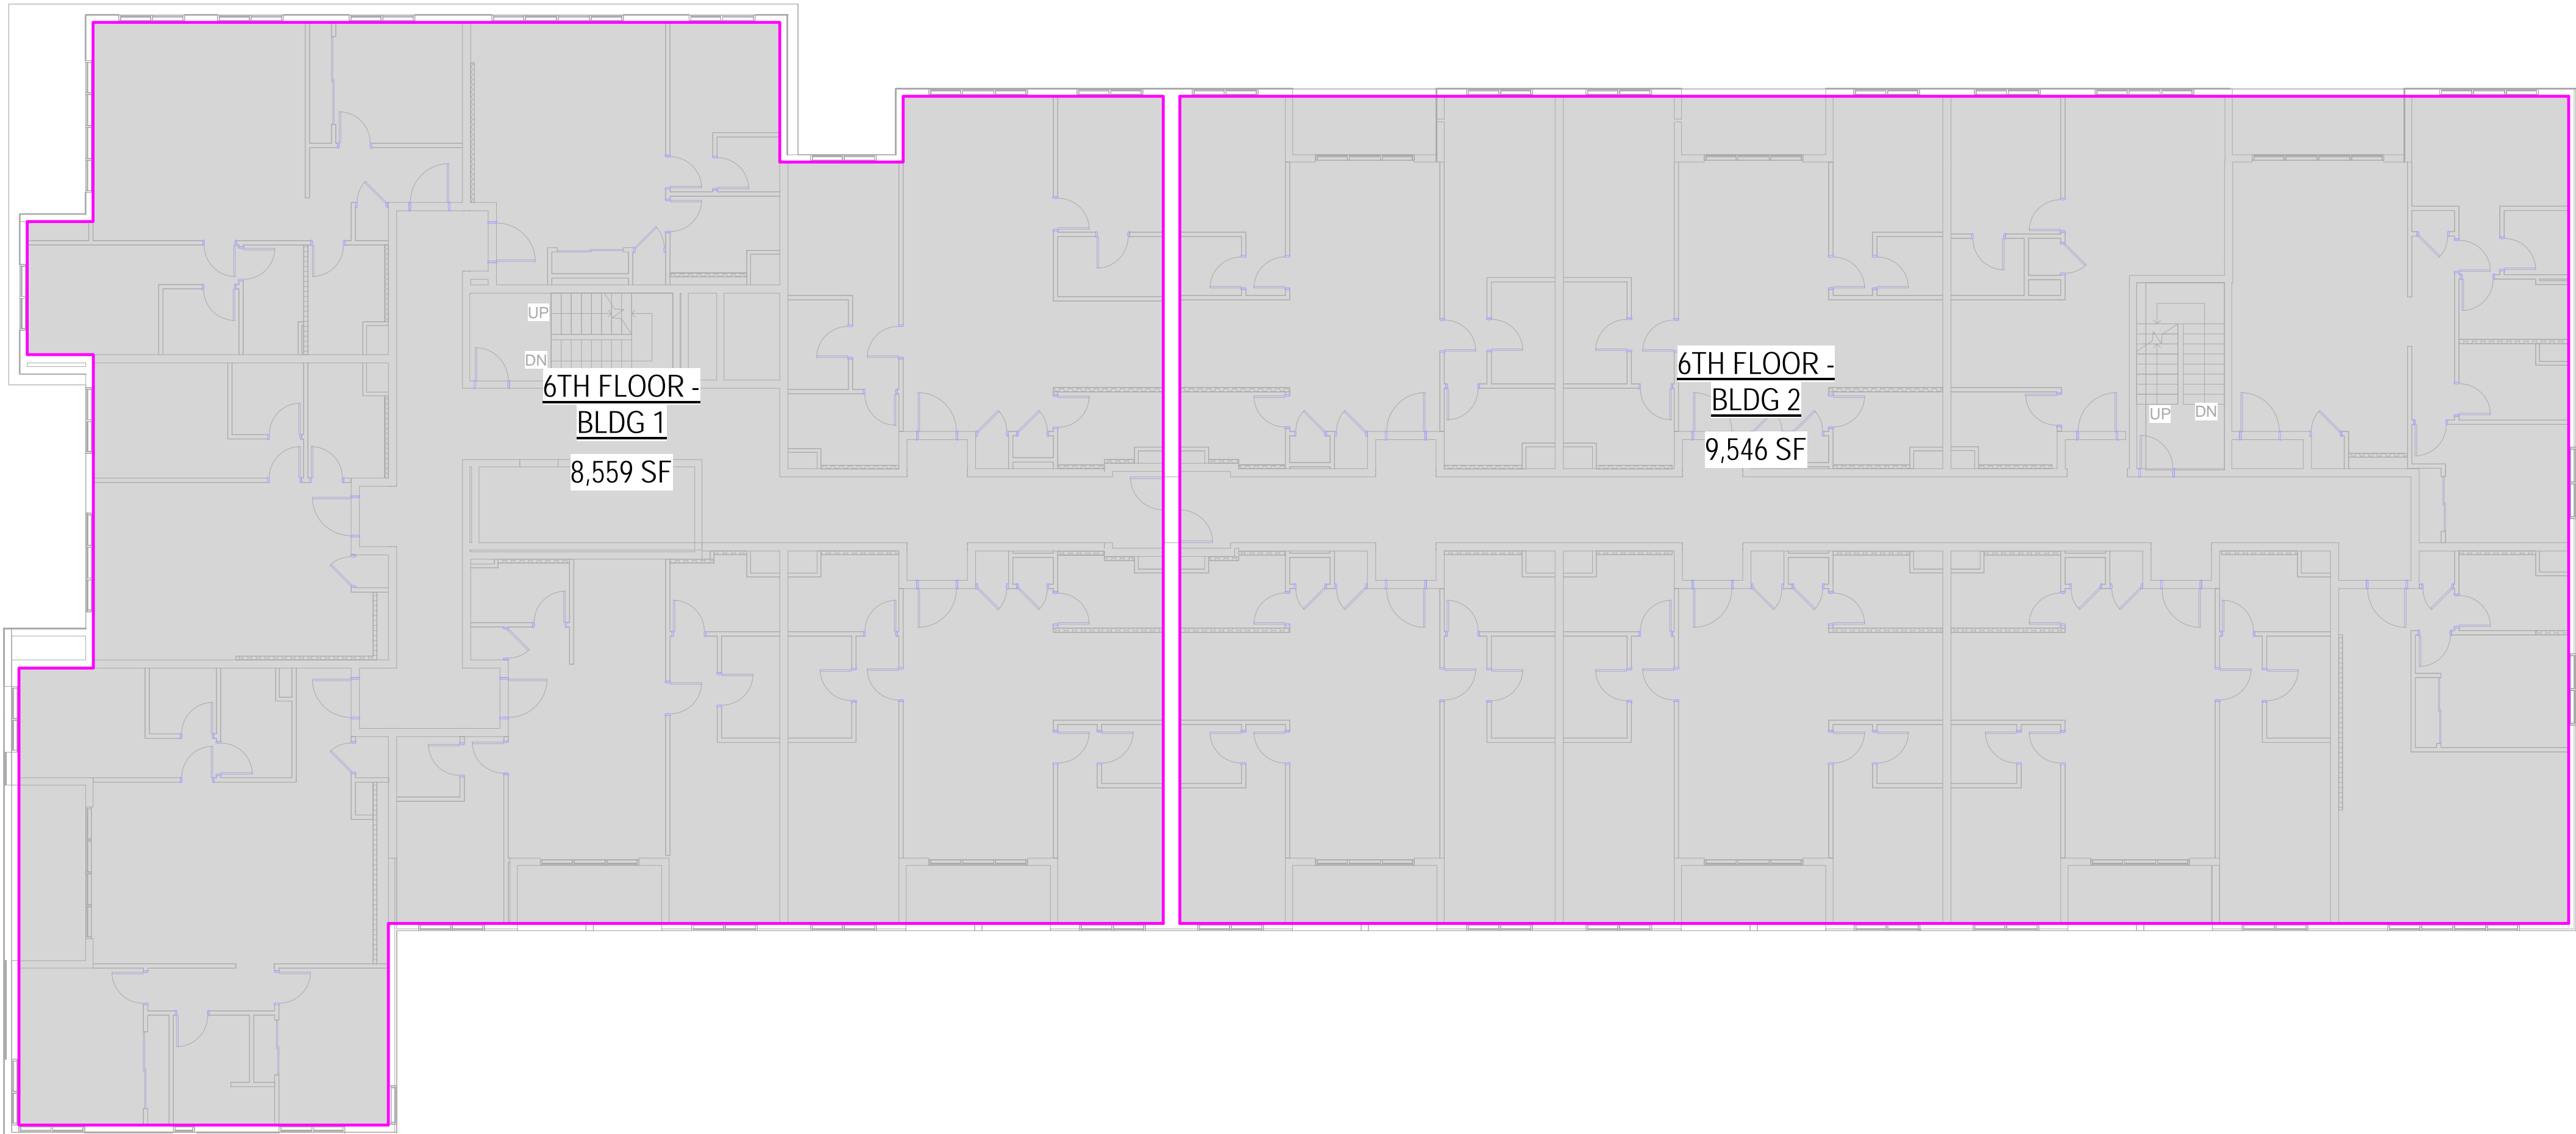 UP
DN
6TH FLOOR -
BLDG 1
8,559 SF
6TH FLOOR -
BLDG 2
9,546 SF
UP
DN